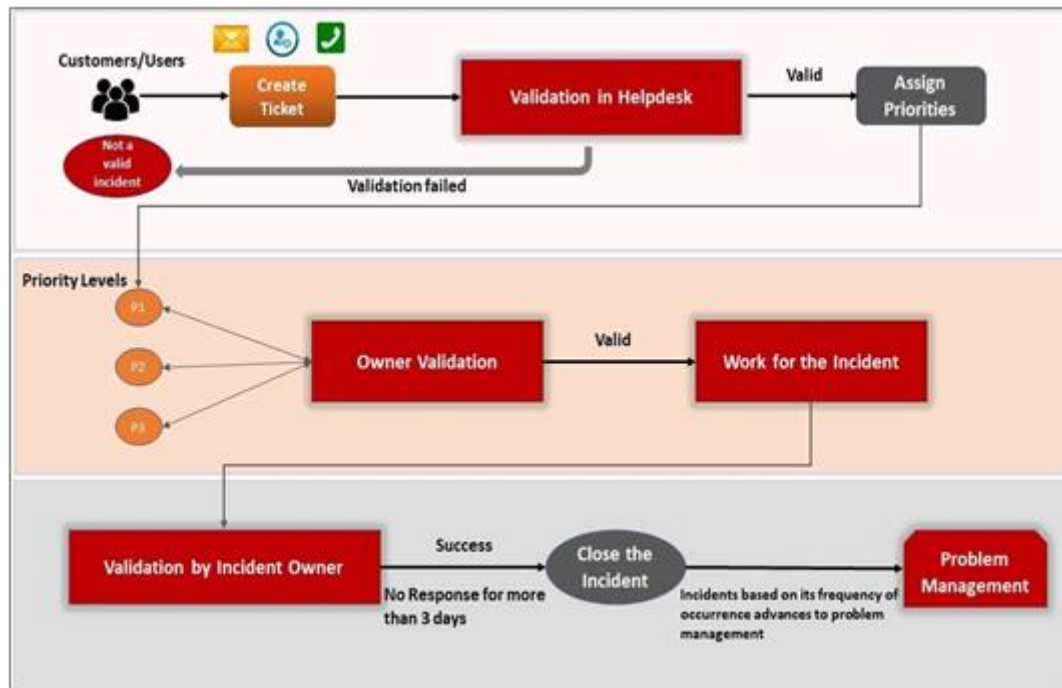 Customers/Users
Create
Ticket
Validation in Helpdesk
Valid
Assign
Priorities
Not a
valid
incident
Validation failed
Priority Levels
P1
P2
P3
Owner Validation
Valid
Work for the Incident
Validation by Incident Owner
Success
No Response for more
than 3 days
Close the
Incident
Incidents based on its frequency of
occurrence advances to problem
management
Problem
Management